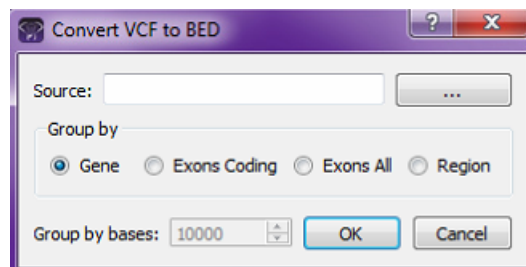 Convert VCF to BED
? X
Source: ...
Group by
Gene Exons Coding Exons All Region
Group by bases: 10000 OK Cancel